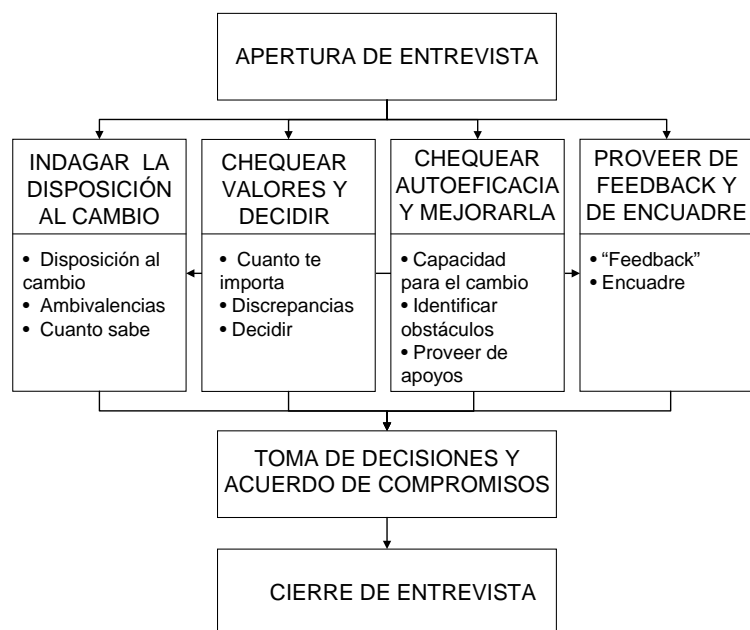 APERTURA DE ENTREVISTA
INDAGAR LA
DISPOSICIÓN
AL CAMBIO
• Disposición al
cambio
• Ambivalencias
• Cuanto sabe
CHEQUEAR
VALORES Y
DECIDIR
• Cuanto te
importa
• Discrepancias
• Decidir
CHEQUEAR
AUTOEFICACIA
Y MEJORARLA
• Capacidad
para el cambio
• Identificar
obstáculos
• Proveer de
apoyos
PROVEER DE
FEEDBACK Y
DE ENCUADRE
• “Feedback”
• Encuadre
TOMA DE DECISIONES Y
ACUERDO DE COMPROMISOS
CIERRE DE ENTREVISTA